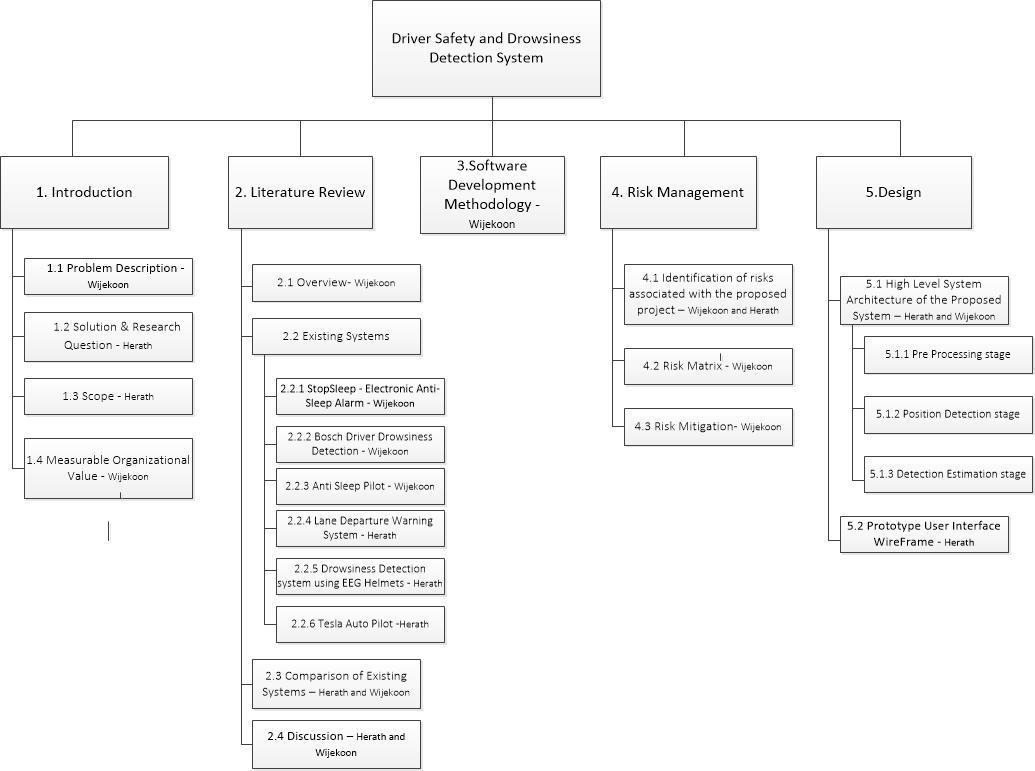 Driver Safety and Drowsiness
Detection System
1. Introduction
1.1 Problem Description -
Wijekoon
1.2 Solution & Research
Question - Herath
1.3 Scope - Herath
1.4 Measurable Organizational
Value - Wijekoon
2. Literature Review
2.1 Overview- Wijekoon
2.2 Existing Systems
2.2.1 StopSleep - Electronic Anti-
Sleep Alarm - Wijekoon
2.2.2 Bosch Driver Drowsiness
Detection - Wijekoon
2.2.3 Anti Sleep Pilot - Wijekoon
2.2.4 Lane Departure Warning
System - Herath
2.2.5 Drowsiness Detection
system using EEG Helmets - Herath
2.2.6 Tesla Auto Pilot -Herath
2.3 Comparison of Existing
Systems – Herath and Wijekoon
2.4 Discussion – Herath and
Wijekoon
3.Software
Development
Methodology -
Wijekoon
4. Risk Management
4.1 Identification of risks
associated with the proposed
project – Wijekoon and Herath
4.2 Risk Matrix - Wijekoon
4.3 Risk Mitigation- Wijekoon
5.Design
5.1 High Level System
Architecture of the Proposed
System – Herath and Wijekoon
5.1.1 Pre Processing stage
5.1.2 Position Detection stage
5.1.3 Detection Estimation stage
5.2 Prototype User Interface
WireFrame - Herath